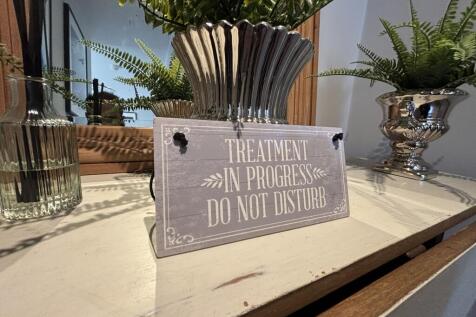 TREATMENT
IN PROGRESS
DO NOT DISTURB